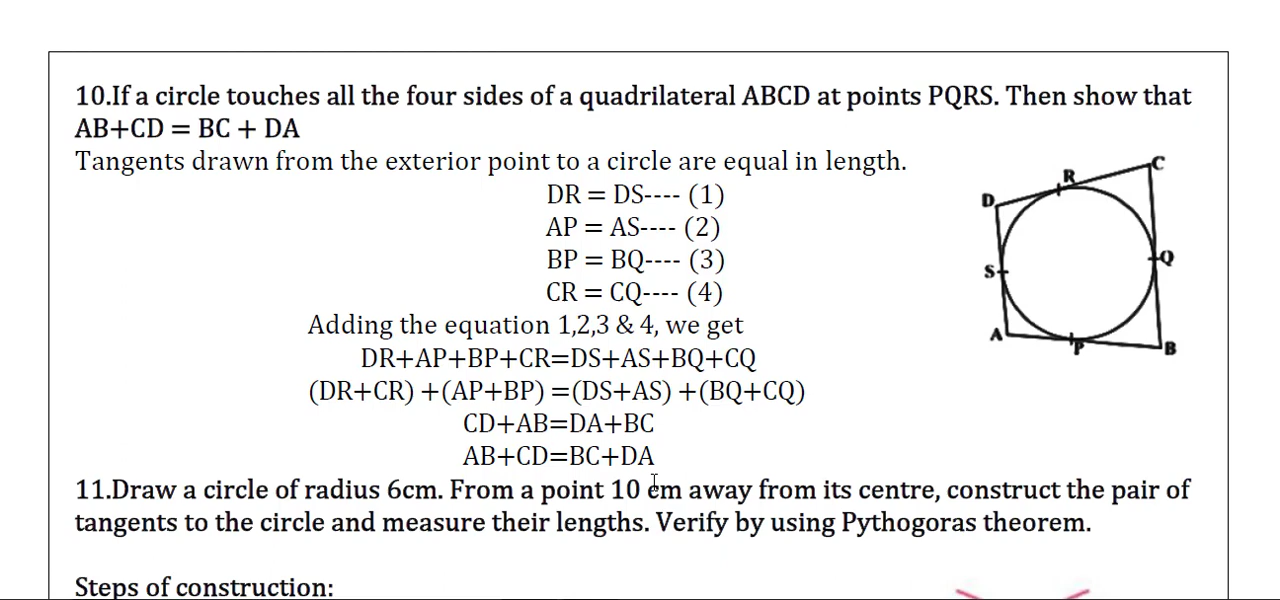 10.If a circle touches all the four sides of a quadrilateral ABCD at points PQRS. Then show that
AB+CD = BC + DA
Tangents drawn from the exterior point to a circle are equal in length.
DR = DS---- (1)
AP = AS---- (2)
BP = BQ---- (3)
CR = CQ---- (4)
Adding the equation 1,2,3 & 4, we get
DR+AP+BP+CR=DS+AS+BQ+CQ
(DR+CR) +(AP+BP) =(DS+AS) +(BQ+CQ)
CD+AB=DA+BC
AB+CD=BC+DA
C
R
D
Q
S
A
P
B
11.Draw a circle of radius 6cm. From a point 10 cm away from its centre, construct the pair of
tangents to the circle and measure their lengths. Verify by using Pythogoras theorem.
Steps of construction: